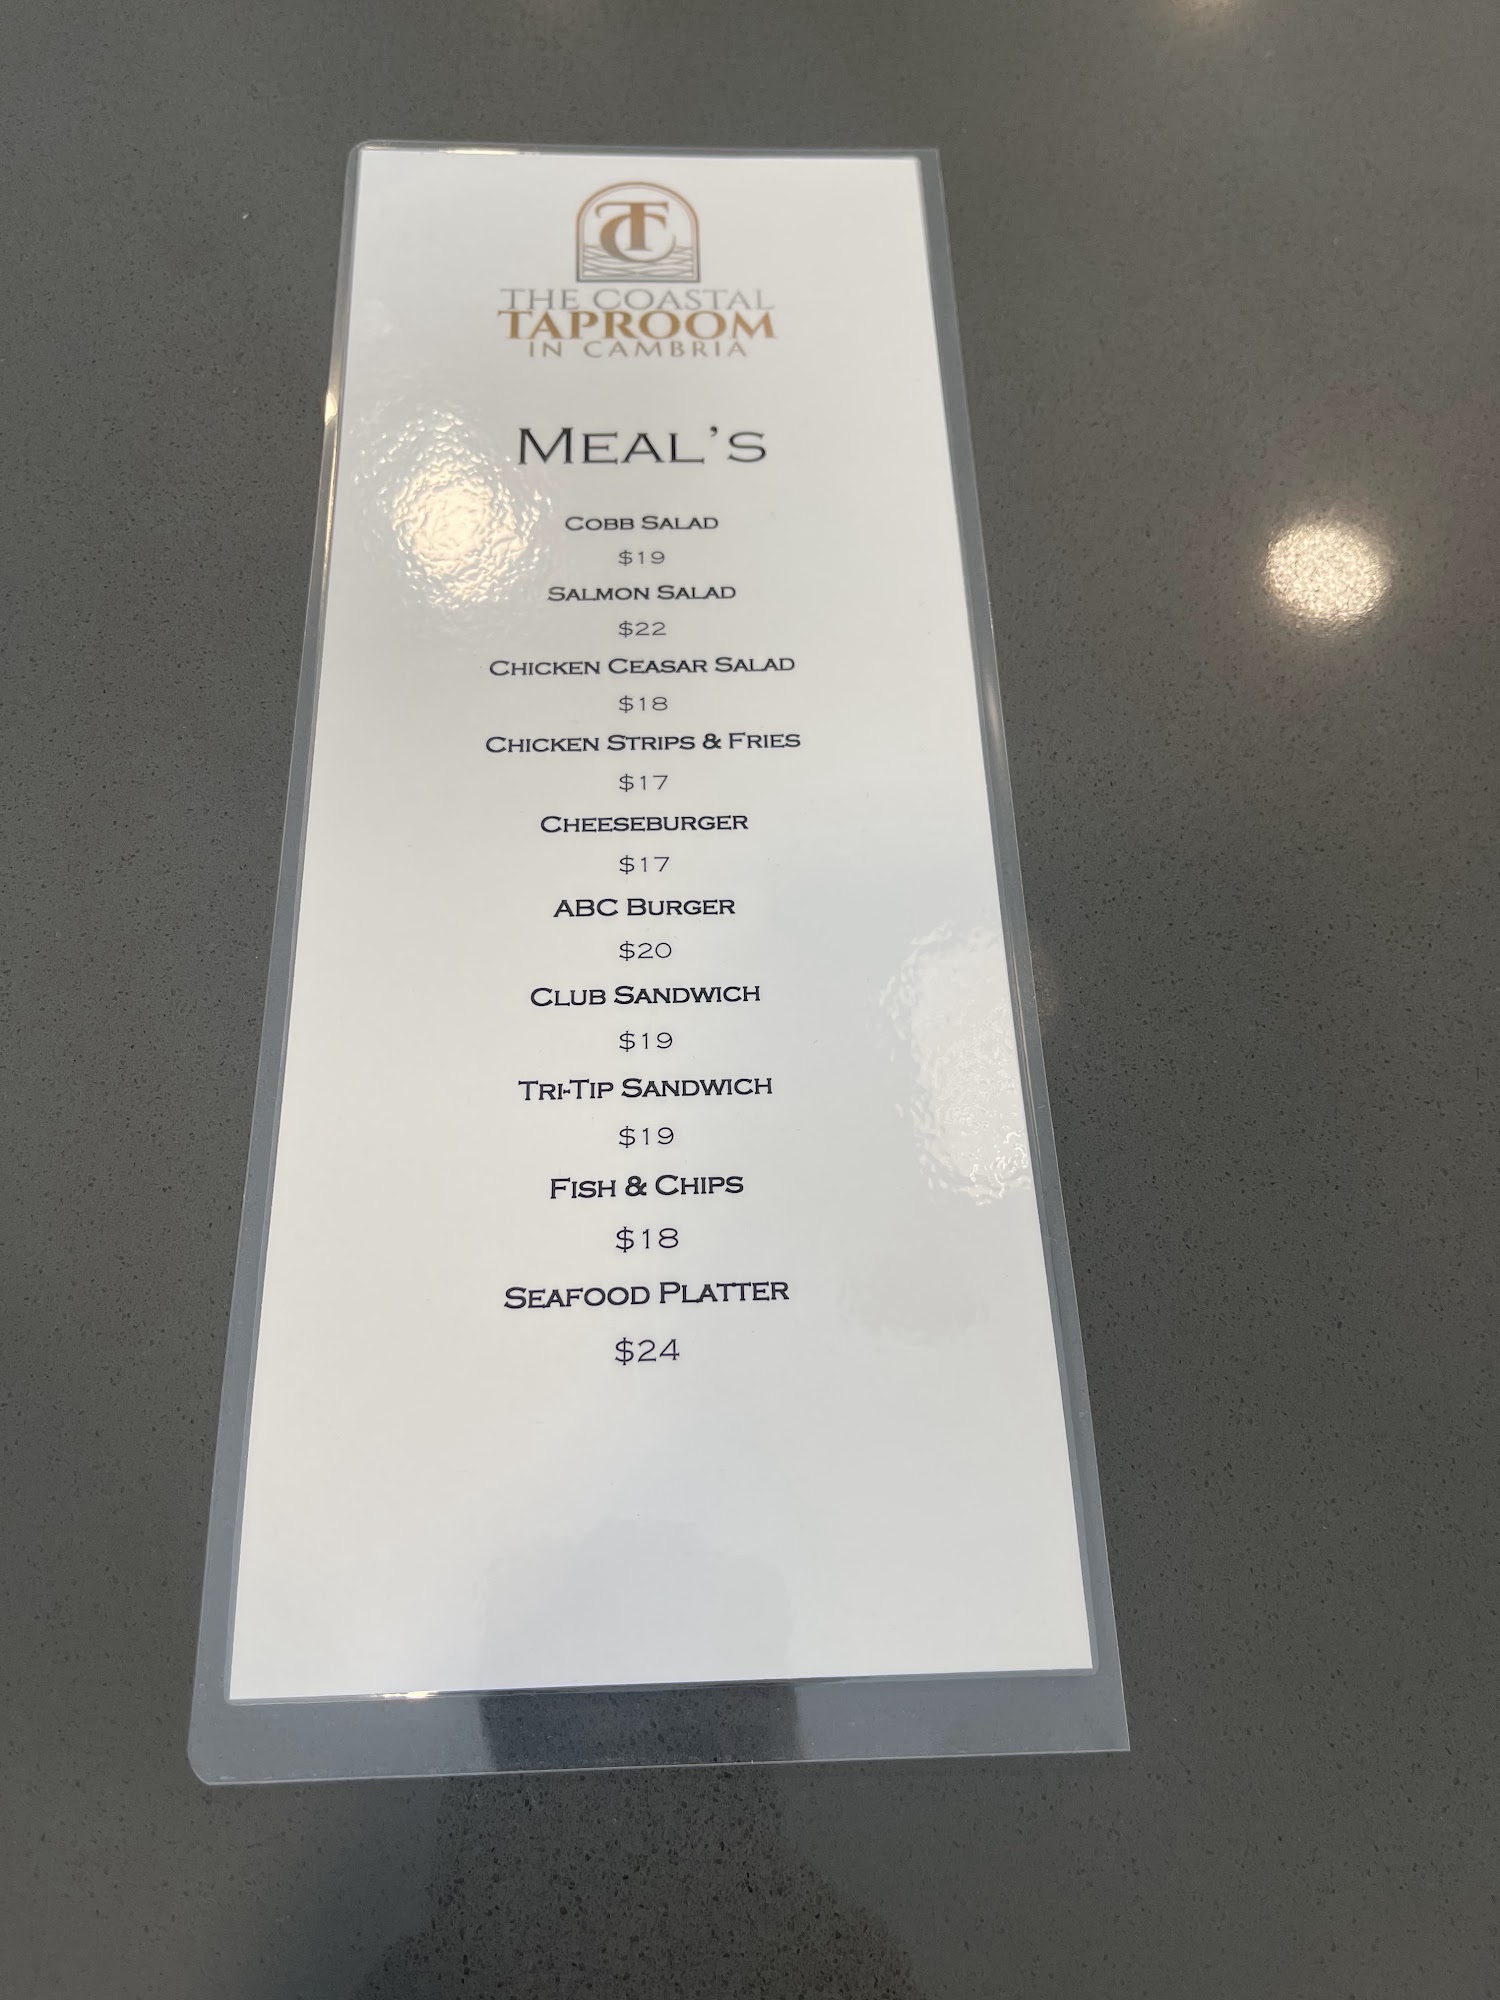 TC
THE COASTAL
TAPROOM
IN CAMBRIA
MEAL'S
COBB SALAD
$19
SALMON SALAD
$22
CHICKEN CEASAR SALAD
$18
CHICKEN STRIPS & FRIES
$17
CHEESEBURGER
$17
ABC BURGER
$20
CLUB SANDWICH
$19
TRI-TIP SANDWICH
$19
FISH & CHIPS
$18
SEAFOOD PLATTER
$24